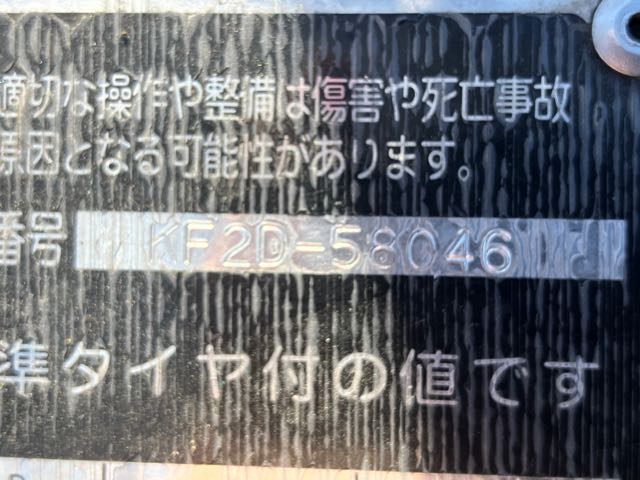 適切な操作や整備は傷害や死亡事故
原因となる可能性があります。
番号 KF2D-58046
準タイヤ付の値です